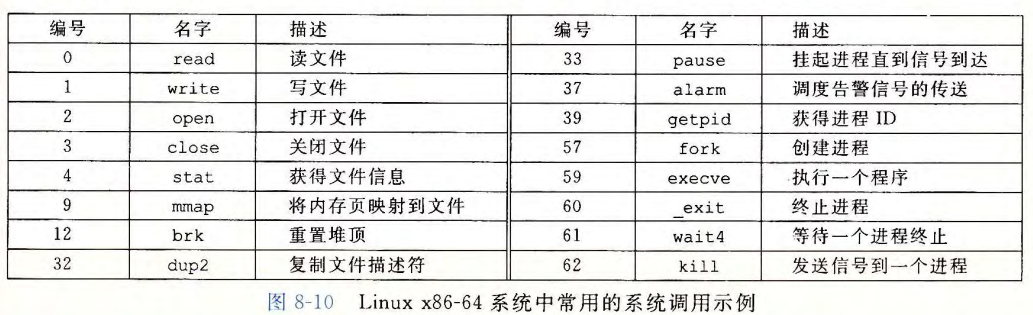 编号 名字 描述 编号 名字 描述
0 read 读文件 33 pause 挂起进程直到信号到达
1 write 写文件 37 alarm 调度告警信号的传送
2 open 打开文件 39 getpid 获得进程 ID
3 close 关闭文件 57 fork 创建进程
4 stat 获得文件信息 59 execve 执行一个程序
9 mmap 将内存页映射到文件 60 _exit 终止进程
12 brk 重置堆顶 61 wait4 等待一个进程终止
32 dup2 复制文件描述符 62 kill 发送信号到一个进程
图 8-10 Linux x86-64 系统中常用的系统调用示例